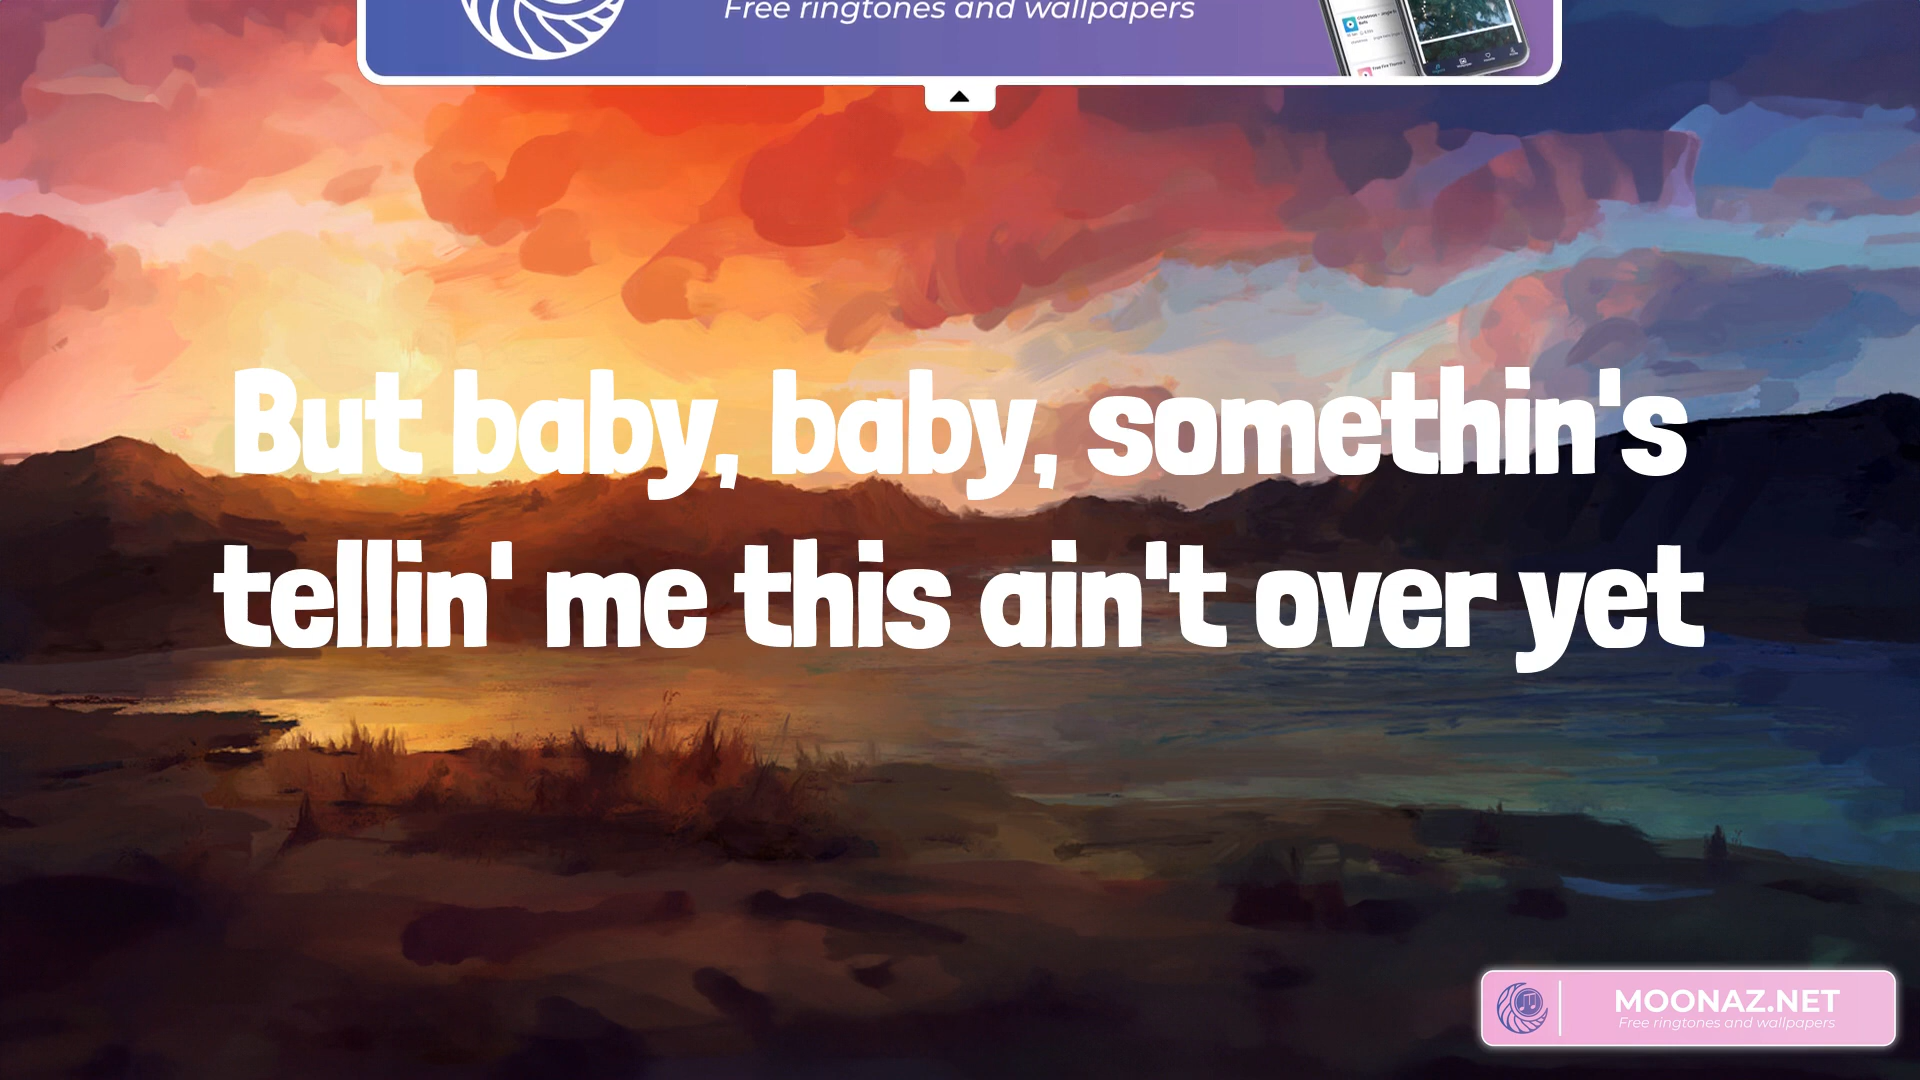 Free ringtones and wallpapers
But baby, baby, somethin's
tellin' me this ain't over yet
MOONAZ.NET
Free ringtones and wallpapers